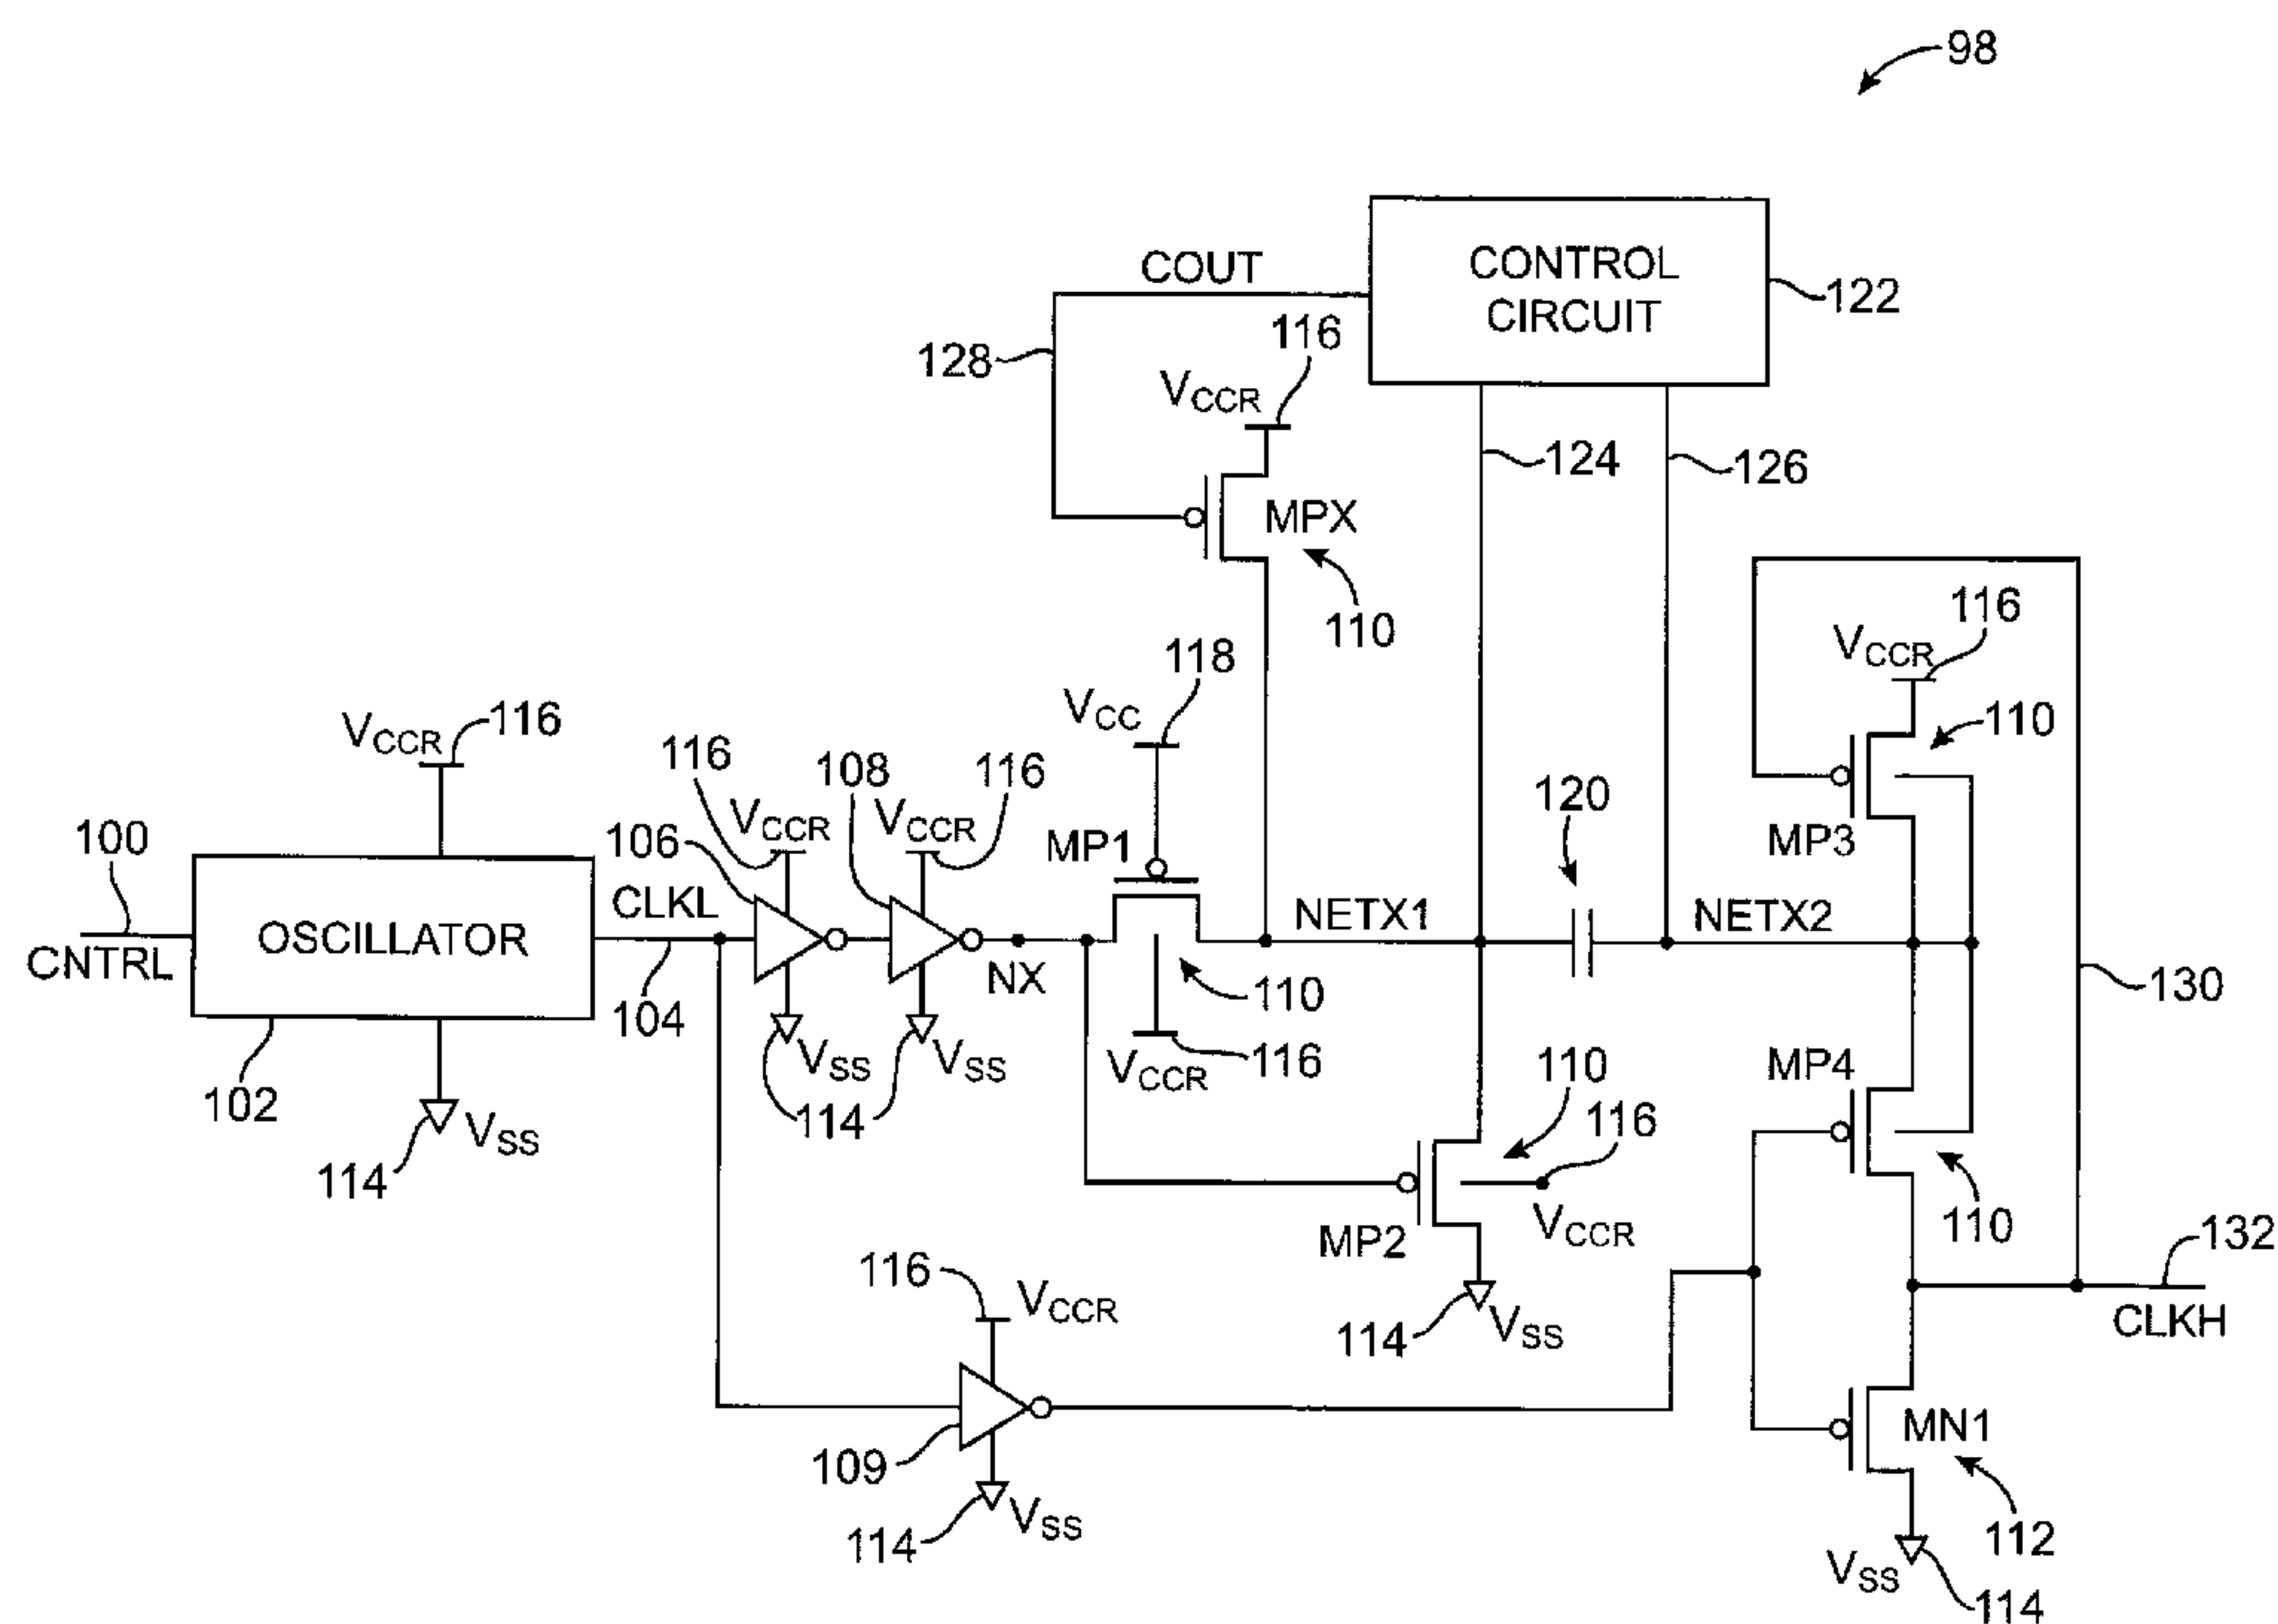 98
COUT
CONTROL
CIRCUIT
122
116
128
VCCR
124
126
MPX
110
116
VCCR
118
VCC
110
116
VCCR
116
108
116
120
VCCR
VCCR
MP1
MP3
100
106
CLKL
OSCILLATOR
NETX1
NETX2
CNTRL
NX
110
130
104
VSS
VSS
VCCR
116
110
MP4
102
114
116
VSS
114
VCCR
MP2
110
132
116
VCCR
114
VSS
CLKH
109
MN1
114
VSS
112
VSS
114